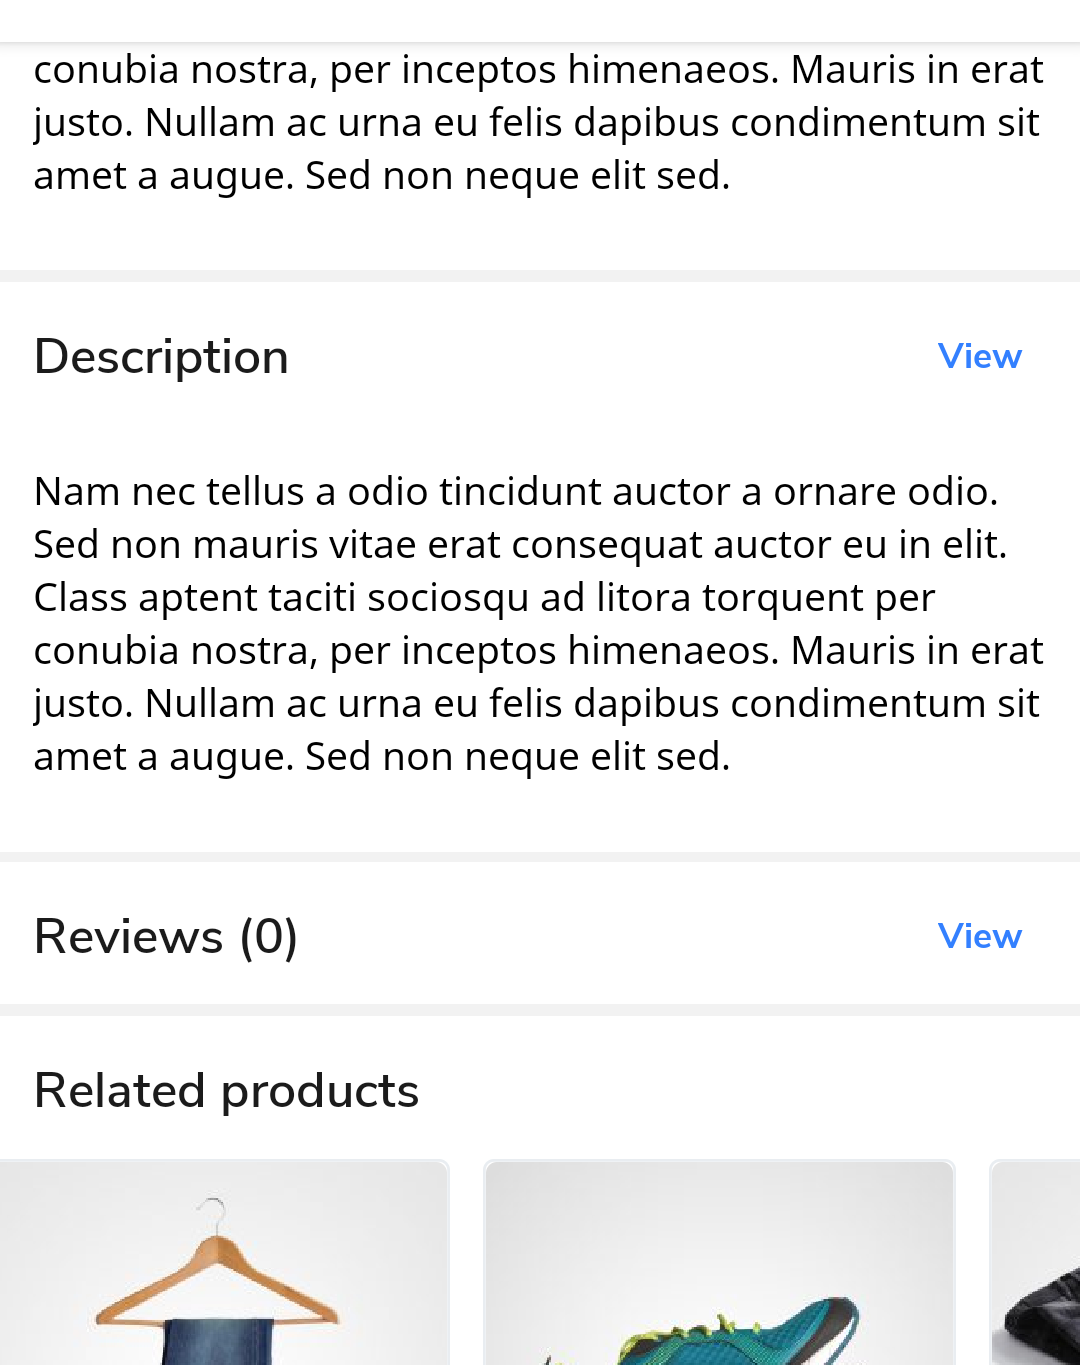 conubia nostra, per inceptos himenaeos. Mauris in erat
justo. Nullam ac urna eu felis dapibus condimentum sit
amet a augue. Sed non neque elit sed.
Description
View
Nam nec tellus a odio tincidunt auctor a ornare odio.
Sed non mauris vitae erat consequat auctor eu in elit.
Class aptent taciti sociosqu ad litora torquent per
conubia nostra, per inceptos himenaeos. Mauris in erat
justo. Nullam ac urna eu felis dapibus condimentum sit
amet a augue. Sed non neque elit sed.
Reviews (0)
View
Related products